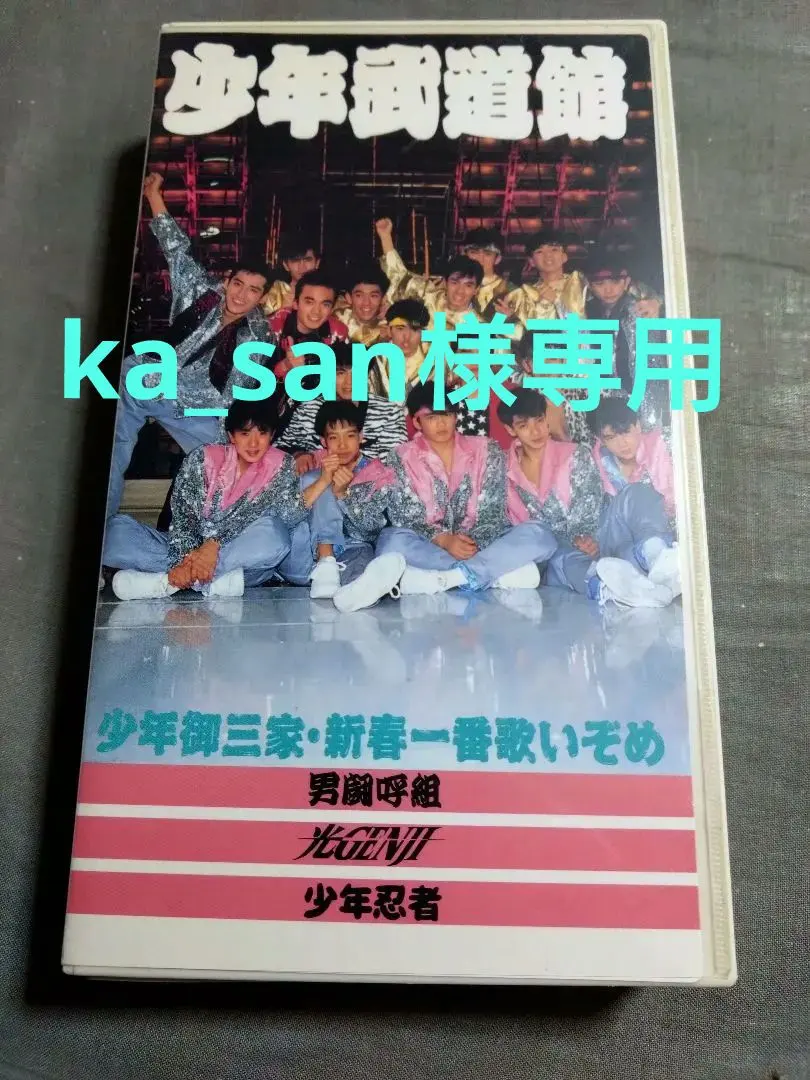 少年武道館
ka_san様専用
少年御三家・新春一番歌いぞめ
男闘呼組
光GENJI
少年忍者